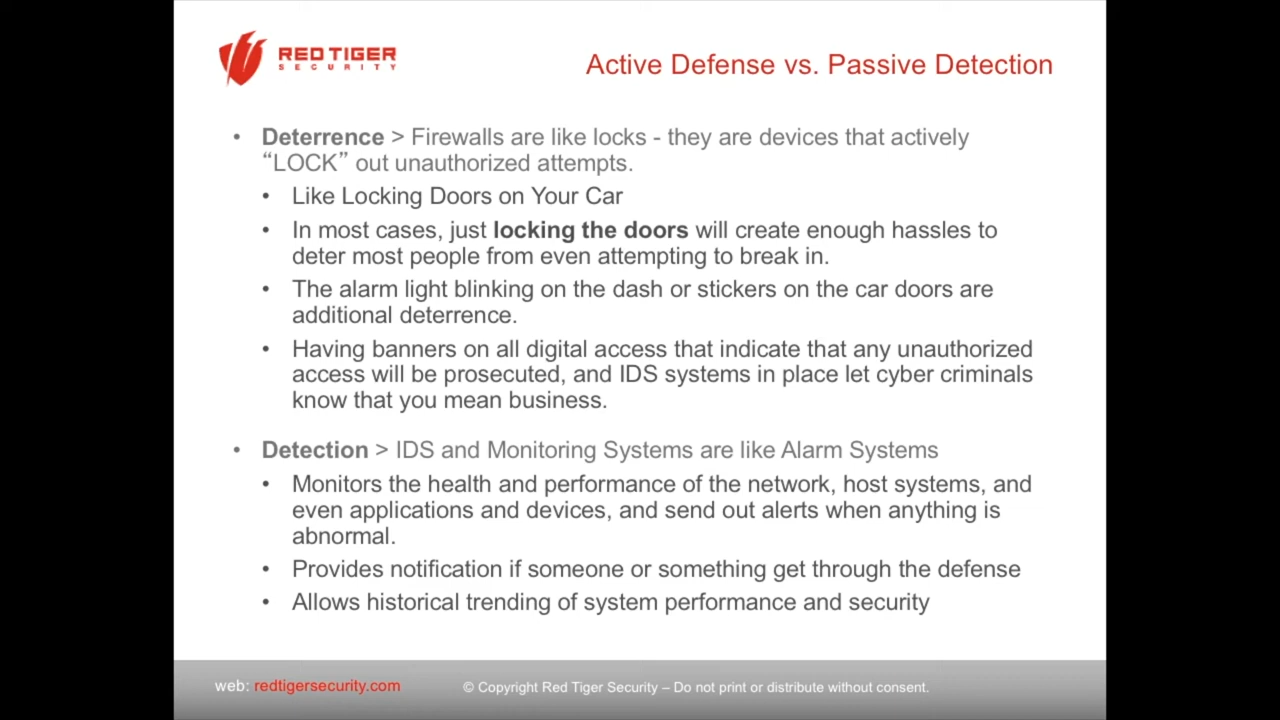 RED TIGER
SECURITY
Active Defense vs. Passive Detection
• Deterrence > Firewalls are like locks - they are devices that actively
“LOCK” out unauthorized attempts.
• Like Locking Doors on Your Car
• In most cases, just locking the doors will create enough hassles to
deter most people from even attempting to break in.
• The alarm light blinking on the dash or stickers on the car doors are
additional deterrence.
• Having banners on all digital access that indicate that any unauthorized
access will be prosecuted, and IDS systems in place let cyber criminals
know that you mean business.
• Detection > IDS and Monitoring Systems are like Alarm Systems
• Monitors the health and performance of the network, host systems, and
even applications and devices, and send out alerts when anything is
abnormal.
• Provides notification if someone or something get through the defense
• Allows historical trending of system performance and security
web: redtigersecurity.com
© Copyright Red Tiger Security – Do not print or distribute without consent.